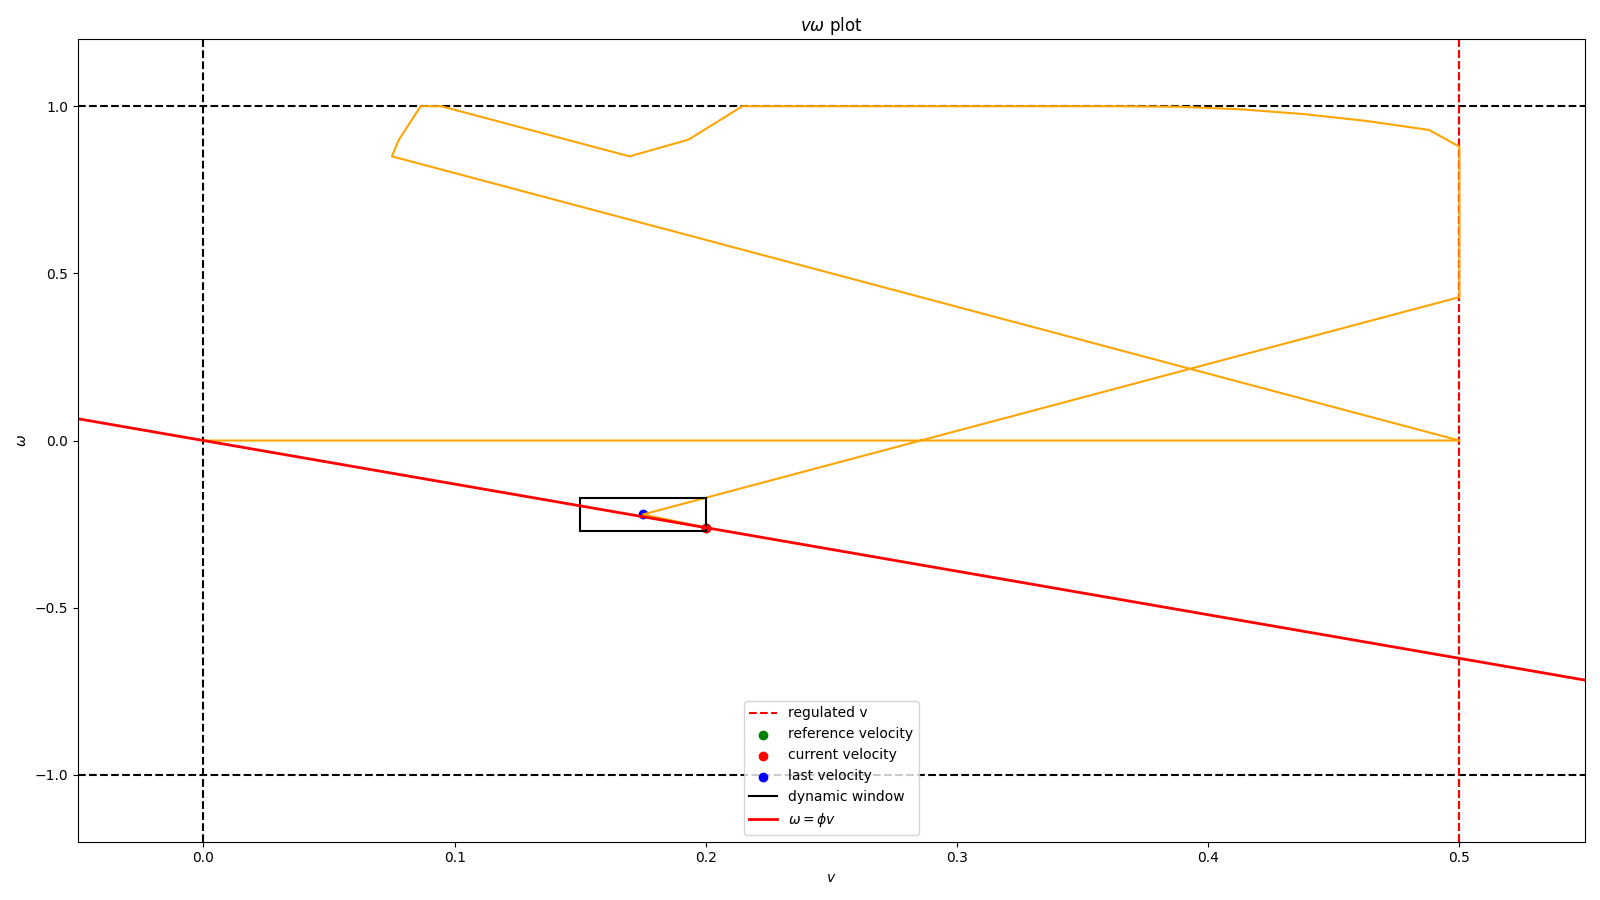 vω plot
1.0
0.5
0.0
−0.5
−1.0
ω
regulated v
reference velocity
current velocity
last velocity
dynamic window
ω = ϕv
0.0 0.1 0.2 0.3 0.4 0.5
v